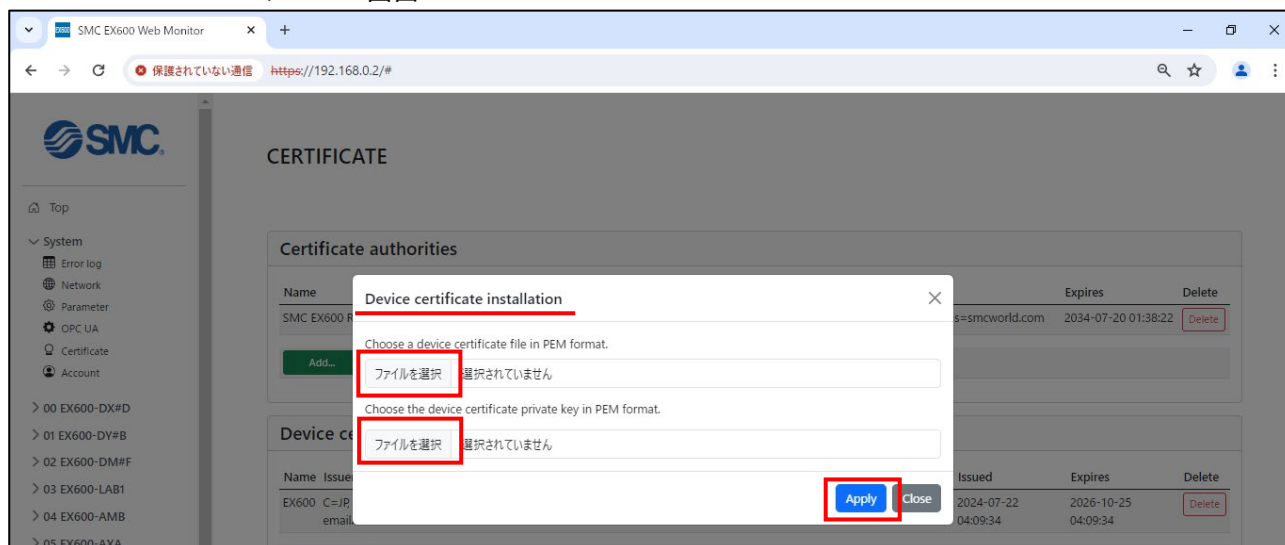 画面
SMC EX600 Web Monitor
保護されていない通信 https://192.168.0.2/#
SMC
CERTIFICATE
Top
System
Error log
Network
Parameter
OPC UA
Certificate
Account
00 EX600-DX#D
01 EX600-DY#B
02 EX600-DM#F
03 EX600-LAB1
04 EX600-AMB
05 EX600-AXA
Certificate authorities
Name Expires Delete
SMC EX600 s=smcworld.com 2034-07-20 01:38:22 Delete
Add...
Device certificate installation
Choose a device certificate file in PEM format.
ファイルを選択 選択されていません
Choose the device certificate private key in PEM format.
ファイルを選択 選択されていません
Apply Close
Device ce
Name Issue Issued Expires Delete
EX600 C=JP, 2024-07-22 2026-10-25 Delete
email 04:09:34 04:09:34